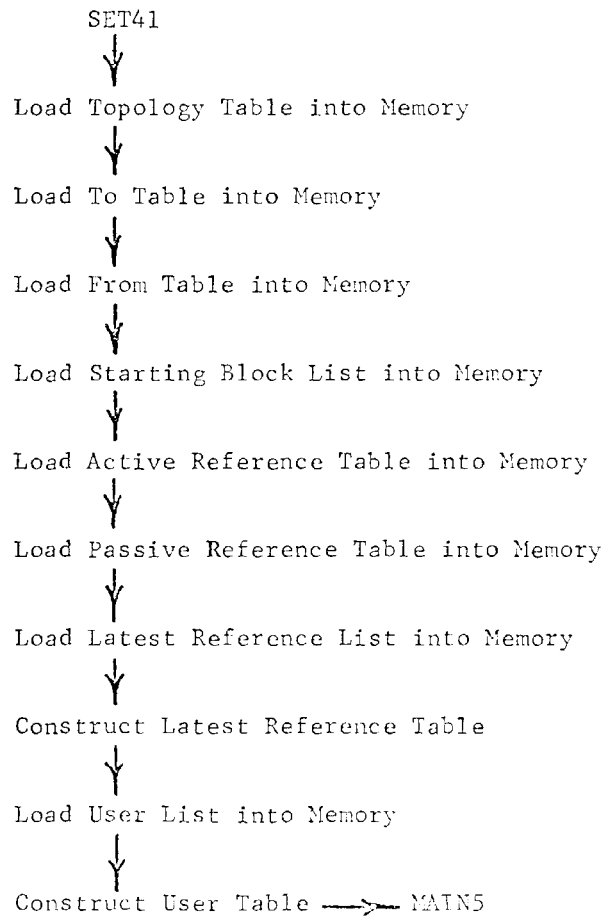 SET41
Load Topology Table into Memory
Load To Table into Memory
Load From Table into Memory
Load Starting Block List into Memory
Load Active Reference Table into Memory
Load Passive Reference Table into Memory
Load Latest Reference List into Memory
Construct Latest Reference Table
Load User List into Memory
Construct User Table MAIN5